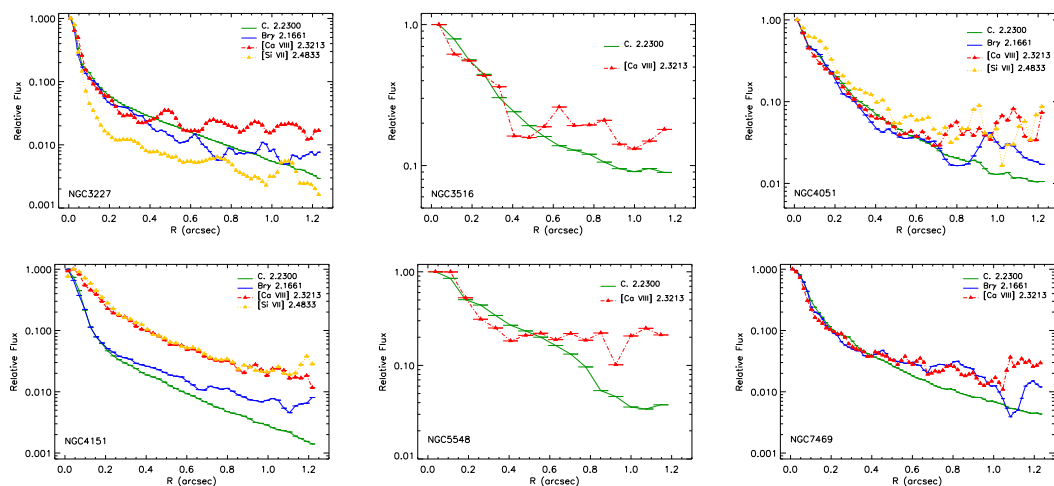 1.000
0.100
0.010
0.001
Relative Flux
C. 2.2300
Brγ 2.1661
[Ca VIII] 2.3213
[Si VII] 2.4833
NGC3227
0.0 0.2 0.4 0.6 0.8 1.0 1.2
R (arcsec)
1.0
0.1
Relative Flux
C. 2.2300
[Ca VIII] 2.3213
NGC3516
0.0 0.2 0.4 0.6 0.8 1.0 1.2
R (arcsec)
1.00
0.10
0.01
Relative Flux
C. 2.2300
Brγ 2.1661
[Ca VIII] 2.3213
[Si VII] 2.4833
NGC4051
0.0 0.2 0.4 0.6 0.8 1.0 1.2
R (arcsec)
1.000
0.100
0.010
0.001
Relative Flux
C. 2.2300
Brγ 2.1661
[Ca VIII] 2.3213
[Si VII] 2.4833
NGC4151
0.0 0.2 0.4 0.6 0.8 1.0 1.2
R (arcsec)
1.00
0.10
0.01
Relative Flux
C. 2.2300
[Ca VIII] 2.3213
NGC5548
0.0 0.2 0.4 0.6 0.8 1.0 1.2
R (arcsec)
1.000
0.100
0.010
0.001
Relative Flux
C. 2.2300
Brγ 2.1661
[Ca VIII] 2.3213
NGC7469
0.0 0.2 0.4 0.6 0.8 1.0 1.2
R (arcsec)